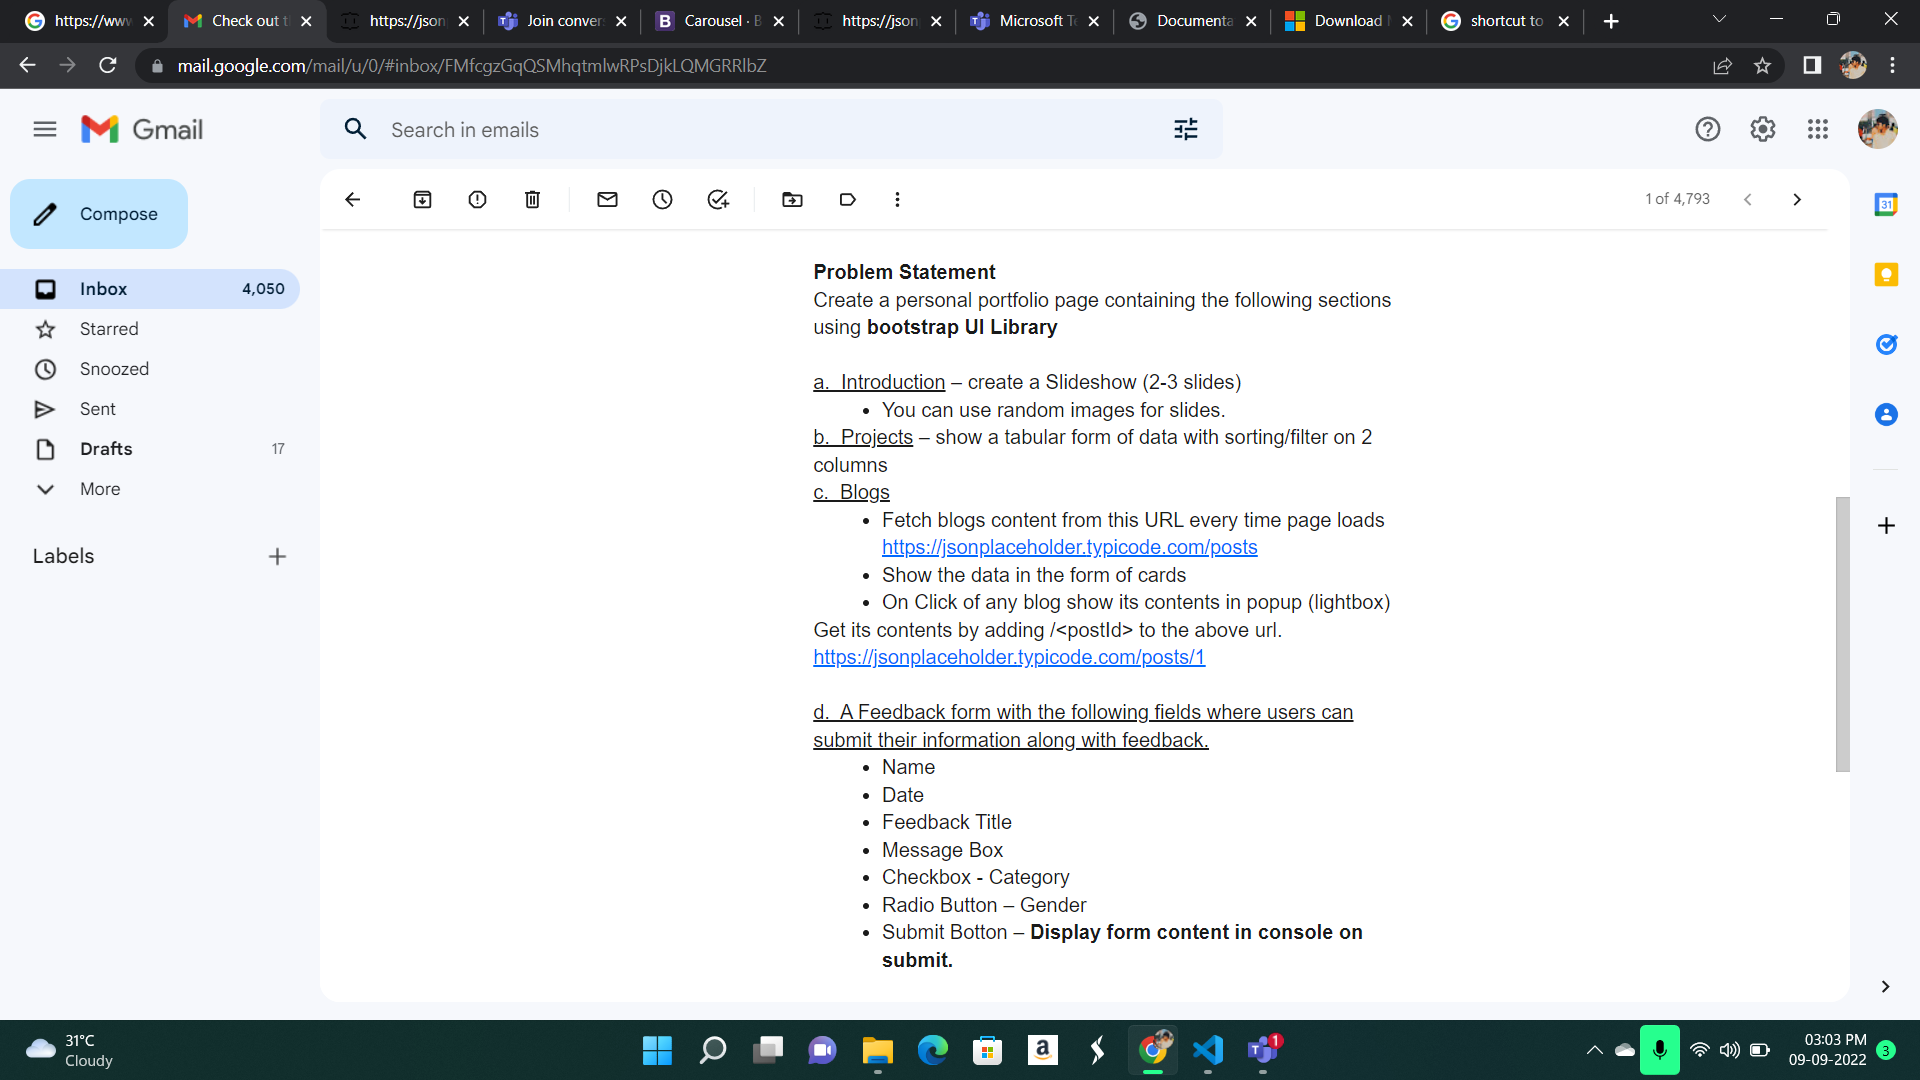 https://www
Check out t
https://json
Join conver
Carousel · B
https://json
Microsoft Te
Documenta
Download
shortcut to
mail.google.com/mail/u/0/#inbox/FMfcgzGqQSMhqtmlwRPsDjkLQMGRRlbZ
Gmail
Search in emails
Compose
1 of 4,793
Inbox 4,050
Starred
Snoozed
Sent
Drafts 17
More
Labels
Problem Statement
Create a personal portfolio page containing the following sections
using bootstrap UI Library
a. Introduction – create a Slideshow (2-3 slides)
• You can use random images for slides.
b. Projects – show a tabular form of data with sorting/filter on 2
columns
c. Blogs
• Fetch blogs content from this URL every time page loads
https://jsonplaceholder.typicode.com/posts
• Show the data in the form of cards
• On Click of any blog show its contents in popup (lightbox)
Get its contents by adding /<postId> to the above url.
https://jsonplaceholder.typicode.com/posts/1
d. A Feedback form with the following fields where users can
submit their information along with feedback.
• Name
• Date
• Feedback Title
• Message Box
• Checkbox - Category
• Radio Button – Gender
• Submit Botton – Display form content in console on
submit.
31
31°C
Cloudy
a
1
03:03 PM
09-09-2022
3